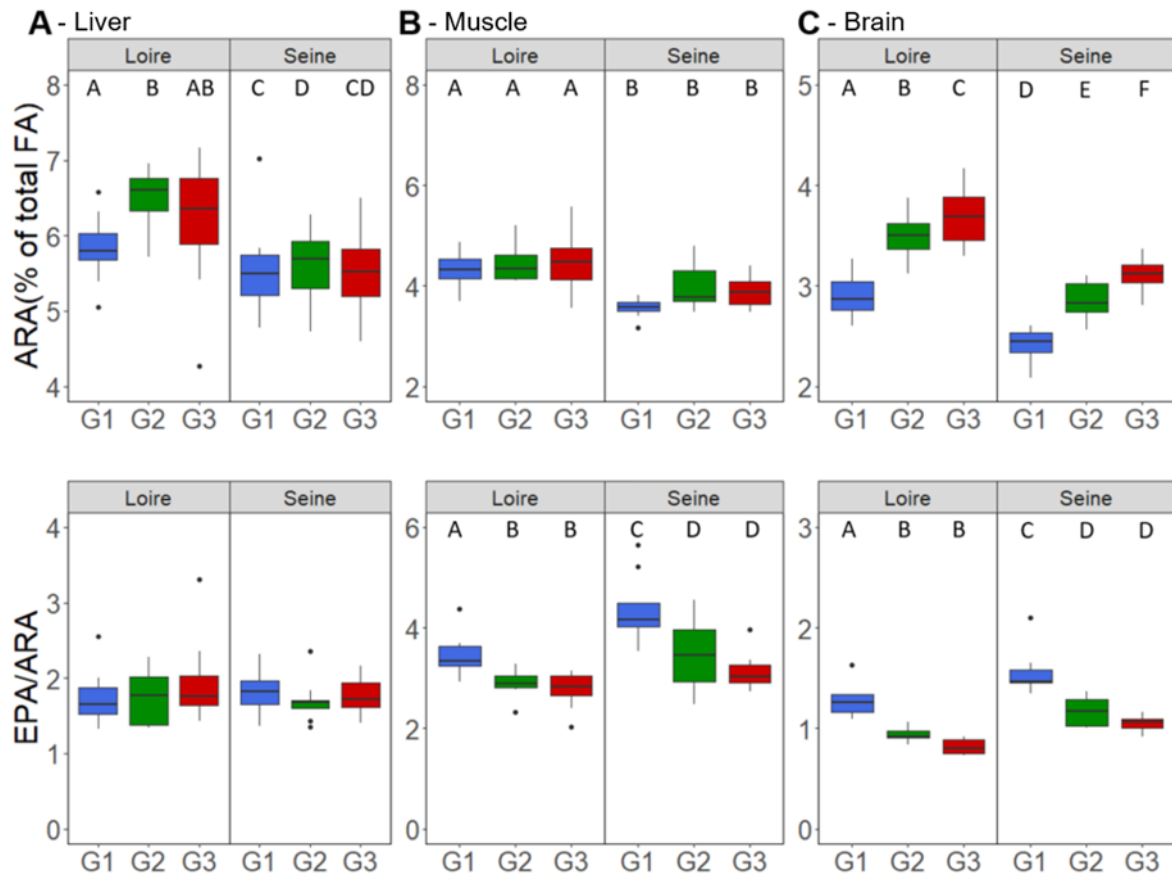 A - Liver
B - Muscle
C - Brain
Loire Seine
Loire Seine
Loire Seine
ARA(% of total FA)
8
7
6
5
4
A B AB C D CD
G1 G2 G3 G1 G2 G3
8
6
4
2
A A A B B B
G1 G2 G3 G1 G2 G3
5
4
3
2
A B C D E F
G1 G2 G3 G1 G2 G3
Loire Seine
Loire Seine
Loire Seine
EPA/ARA
4
3
2
1
0
G1 G2 G3 G1 G2 G3
6
4
2
0
A B B C D D
G1 G2 G3 G1 G2 G3
3
2
1
0
A B B C D D
G1 G2 G3 G1 G2 G3